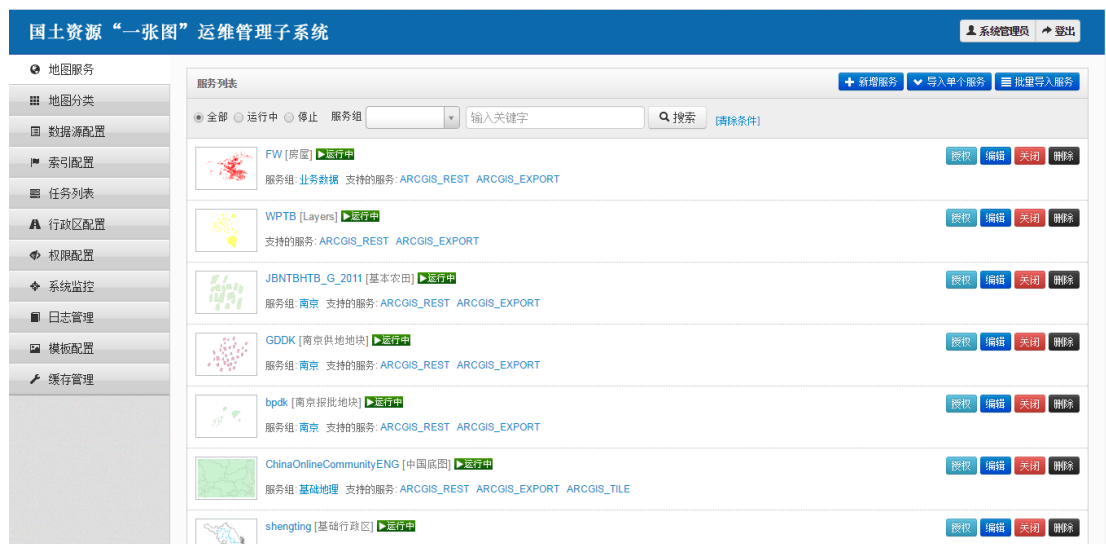 国土资源“一张图”运维管理子系统
系统管理员 登出
地图服务
地图分类
数据源配置
索引配置
任务列表
行政区配置
权限配置
系统监控
日志管理
模板配置
缓存管理
服务列表 新增服务 导入单个服务 批量导入服务
全部 运行中 停止 服务组 输入关键字 搜索 [清除条件]
FW [房屋] 运行中 授权 编辑 关闭 删除
服务组: 业务数据 支持的服务: ARCGIS_REST ARCGIS_EXPORT
WPTB [Layers] 运行中 授权 编辑 关闭 删除
支持的服务: ARCGIS_REST ARCGIS_EXPORT
JBNTBHTB_G_2011 [基本农田] 运行中 授权 编辑 关闭 删除
服务组: 南京 支持的服务: ARCGIS_REST ARCGIS_EXPORT
GDDK [南京供地地块] 运行中 授权 编辑 关闭 删除
服务组: 南京 支持的服务: ARCGIS_REST ARCGIS_EXPORT
bpdk [南京报批地块] 运行中 授权 编辑 关闭 删除
服务组: 南京 支持的服务: ARCGIS_REST ARCGIS_EXPORT
ChinaOnlineCommunityENG [中国底图] 运行中 授权 编辑 关闭 删除
服务组: 基础地理 支持的服务: ARCGIS_REST ARCGIS_EXPORT ARCGIS_TILE
shengting [基础行政区] 运行中 授权 编辑 关闭 删除